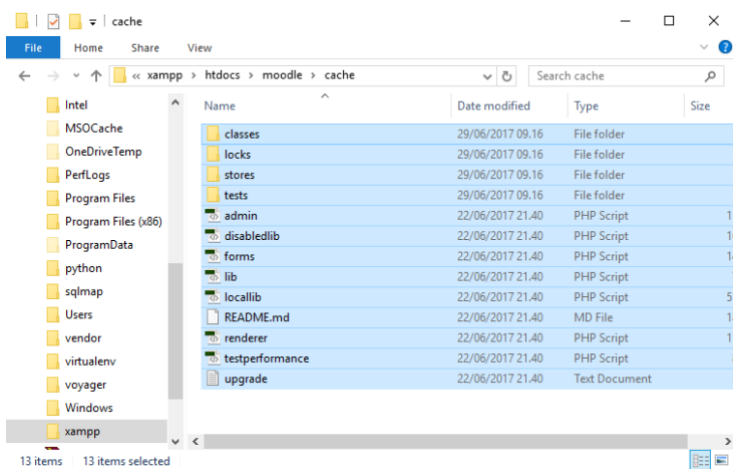 cache
File Home Share View
« xampp > htdocs > moodle > cache Search cache
Name Date modified Type Size
Intel
MSOCache
OneDriveTemp
PerfLogs
Program Files
Program Files (x86)
ProgramData
python
sqlmap
Users
vendor
virtualenv
voyager
Windows
xampp
classes 29/06/2017 09.16 File folder
locks 29/06/2017 09.16 File folder
stores 29/06/2017 09.16 File folder
tests 29/06/2017 09.16 File folder
admin 22/06/2017 21.40 PHP Script
disabledlib 22/06/2017 21.40 PHP Script
forms 22/06/2017 21.40 PHP Script
lib 22/06/2017 21.40 PHP Script
locallib 22/06/2017 21.40 PHP Script
README.md 22/06/2017 21.40 MD File
renderer 22/06/2017 21.40 PHP Script
testperformance 22/06/2017 21.40 PHP Script
upgrade 22/06/2017 21.40 Text Document
13 items 13 items selected